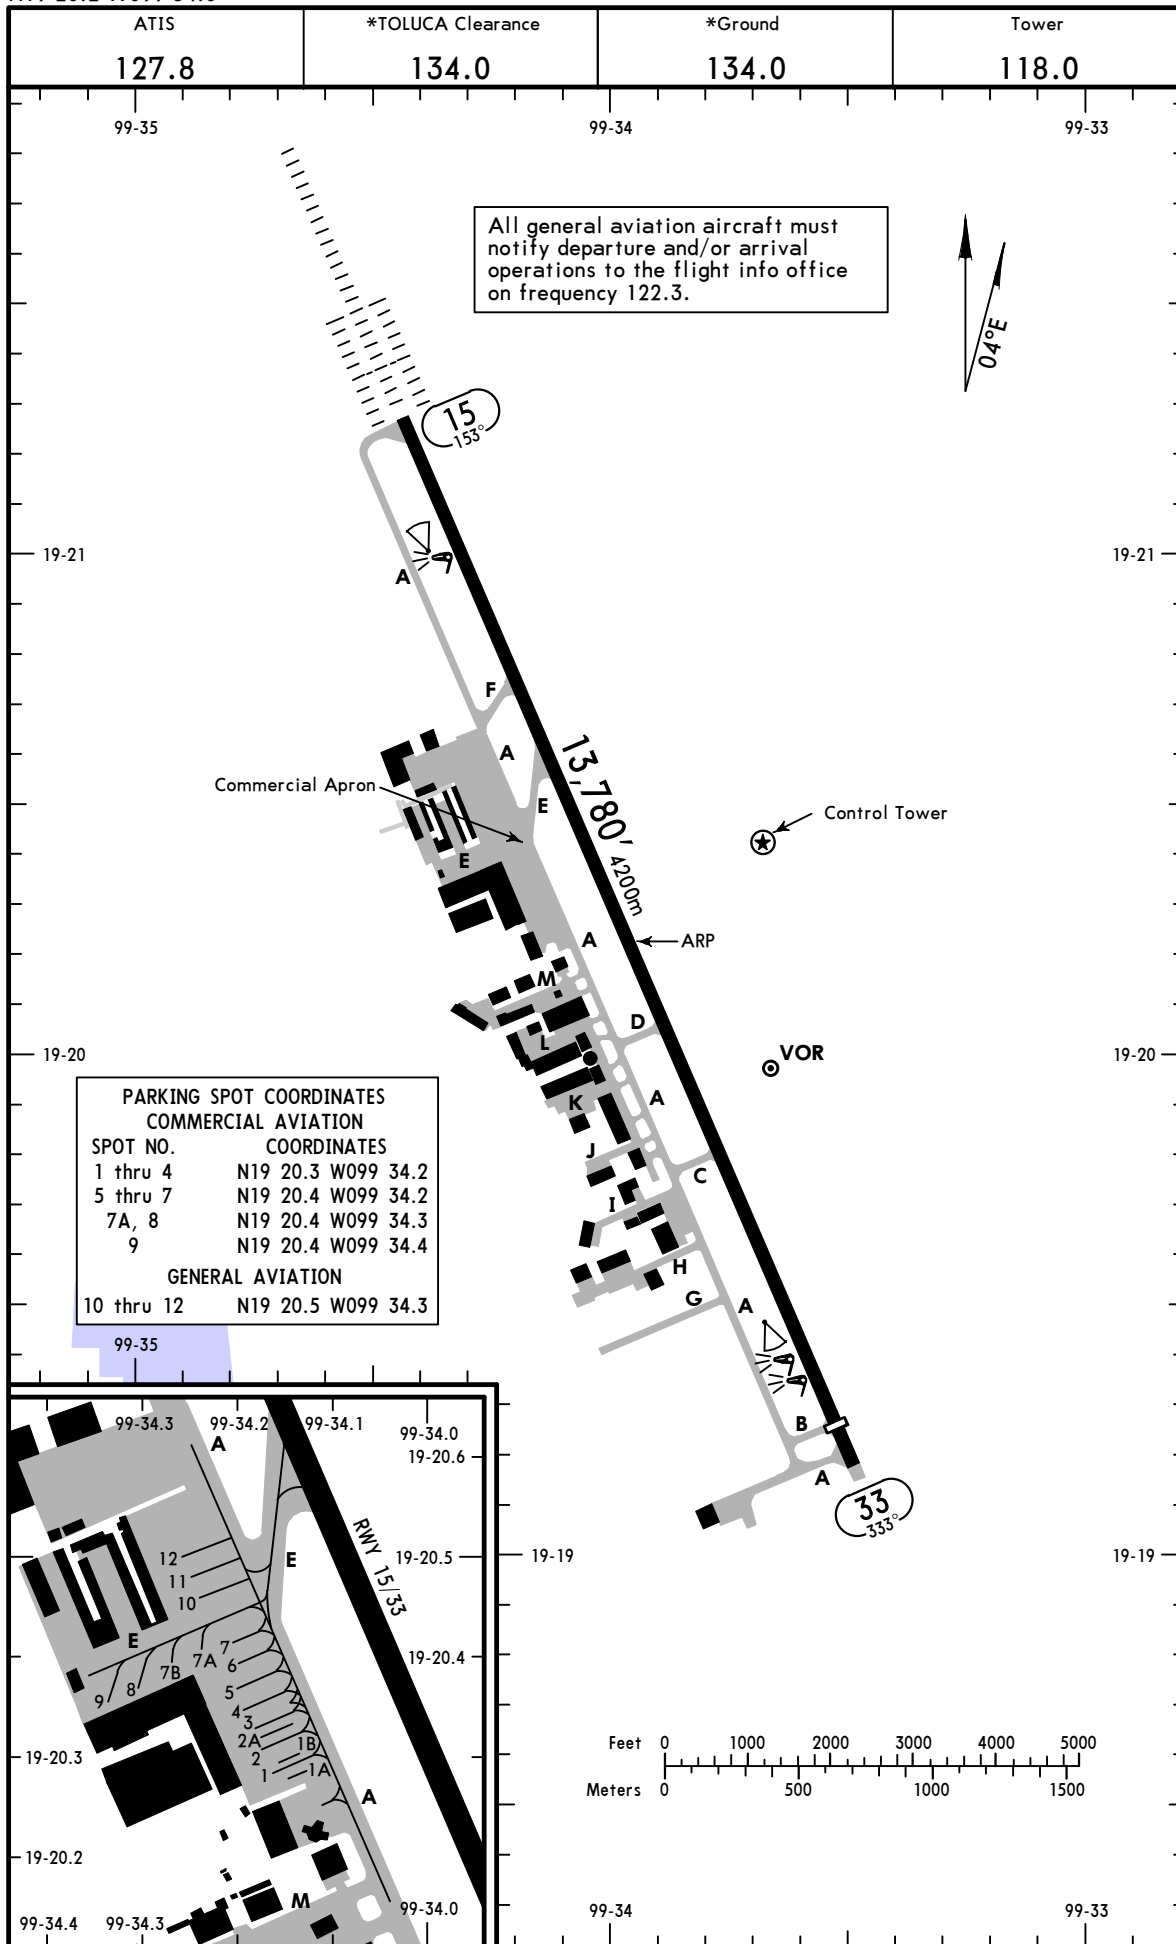 ATIS
*TOLUCA Clearance
*Ground
Tower
127.8
134.0
134.0
118.0
99-35
99-34
99-33
All general aviation aircraft must
notify departure and/or arrival
operations to the flight info office
on frequency 122.3.
04°E
15
153°
19-21
19-21
A
F
A
13,780'
4200m
Commercial Apron
E
Control Tower
E
A
ARP
M
D
L
19-20
VOR
19-20
K
A
J
C
I
H
G
A
B
A
33
333°
PARKING SPOT COORDINATES
COMMERCIAL AVIATION
SPOT NO. COORDINATES
1 thru 4 N19 20.3 W099 34.2
5 thru 7 N19 20.4 W099 34.2
7A, 8 N19 20.4 W099 34.3
9 N19 20.4 W099 34.4
GENERAL AVIATION
10 thru 12 N19 20.5 W099 34.3
99-35
99-34.3
99-34.2
99-34.1
99-34.0
A
19-20.6
RWY 15/33
12
E
19-20.5
19-19
19-19
11
10
E
7
7A
7B
6
19-20.4
8
9
5
4
3
2A
1B
2
1A
1
19-20.3
A
19-20.2
M
99-34.4
99-34.3
99-34.0
Feet 0 1000 2000 3000 4000 5000
Meters 0 500 1000 1500
99-34
99-33